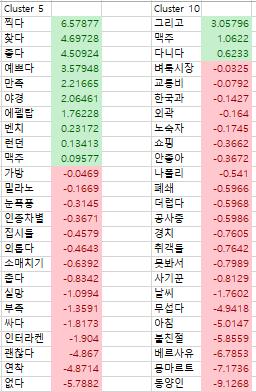 Cluster 5 Cluster 10
찍다 6.57877 그리고 3.05796
찾다 4.69728 맥주 1.0622
좋다 4.50924 다니다 0.6233
예쁘다 3.57948 벼룩시장 -0.0325
만족 2.21665 교통비 -0.0792
야경 2.06461 한국과 -0.1427
에펠탑 1.76228 외곽 -0.164
벤치 0.23172 노숙자 -0.1745
런던 0.13413 쇼핑 -0.3662
맥주 0.09577 안좋아 -0.3672
가방 -0.0469 나폴리 -0.541
밀라노 -0.1669 폐쇄 -0.5966
눈폭풍 -0.3145 더럽다 -0.5968
인종차별 -0.3671 공사중 -0.5986
집시들 -0.4579 경치 -0.7605
외롭다 -0.4643 취객들 -0.7642
소매치기 -0.6392 못봐서 -0.7989
춥다 -0.8342 사기꾼 -0.8129
실망 -1.0994 날씨 -1.7602
부족 -1.3591 무섭다 -4.9418
싸다 -1.8173 아침 -5.0147
인터라켄 -1.904 불친절 -5.8559
괜찮다 -4.867 베르사유 -6.7853
연착 -4.8714 몽마르트 -7.1736
없다 -5.7882 동양인 -9.1268